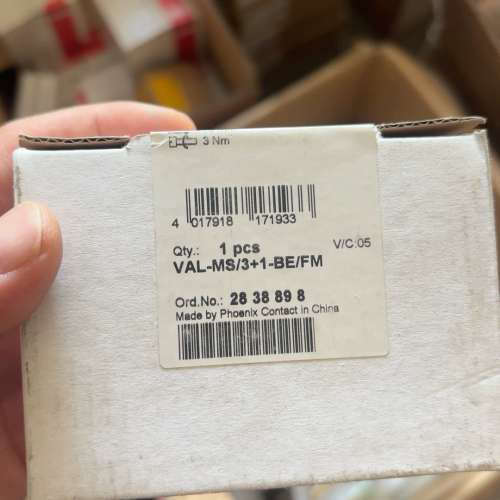 3 Nm
4 017918 171933
Qty.: 1 pcs V/C:05
VAL-MS/3+1-BE/FM
Ord.No.: 28 38 89 8
Made by Phoenix Contact in China